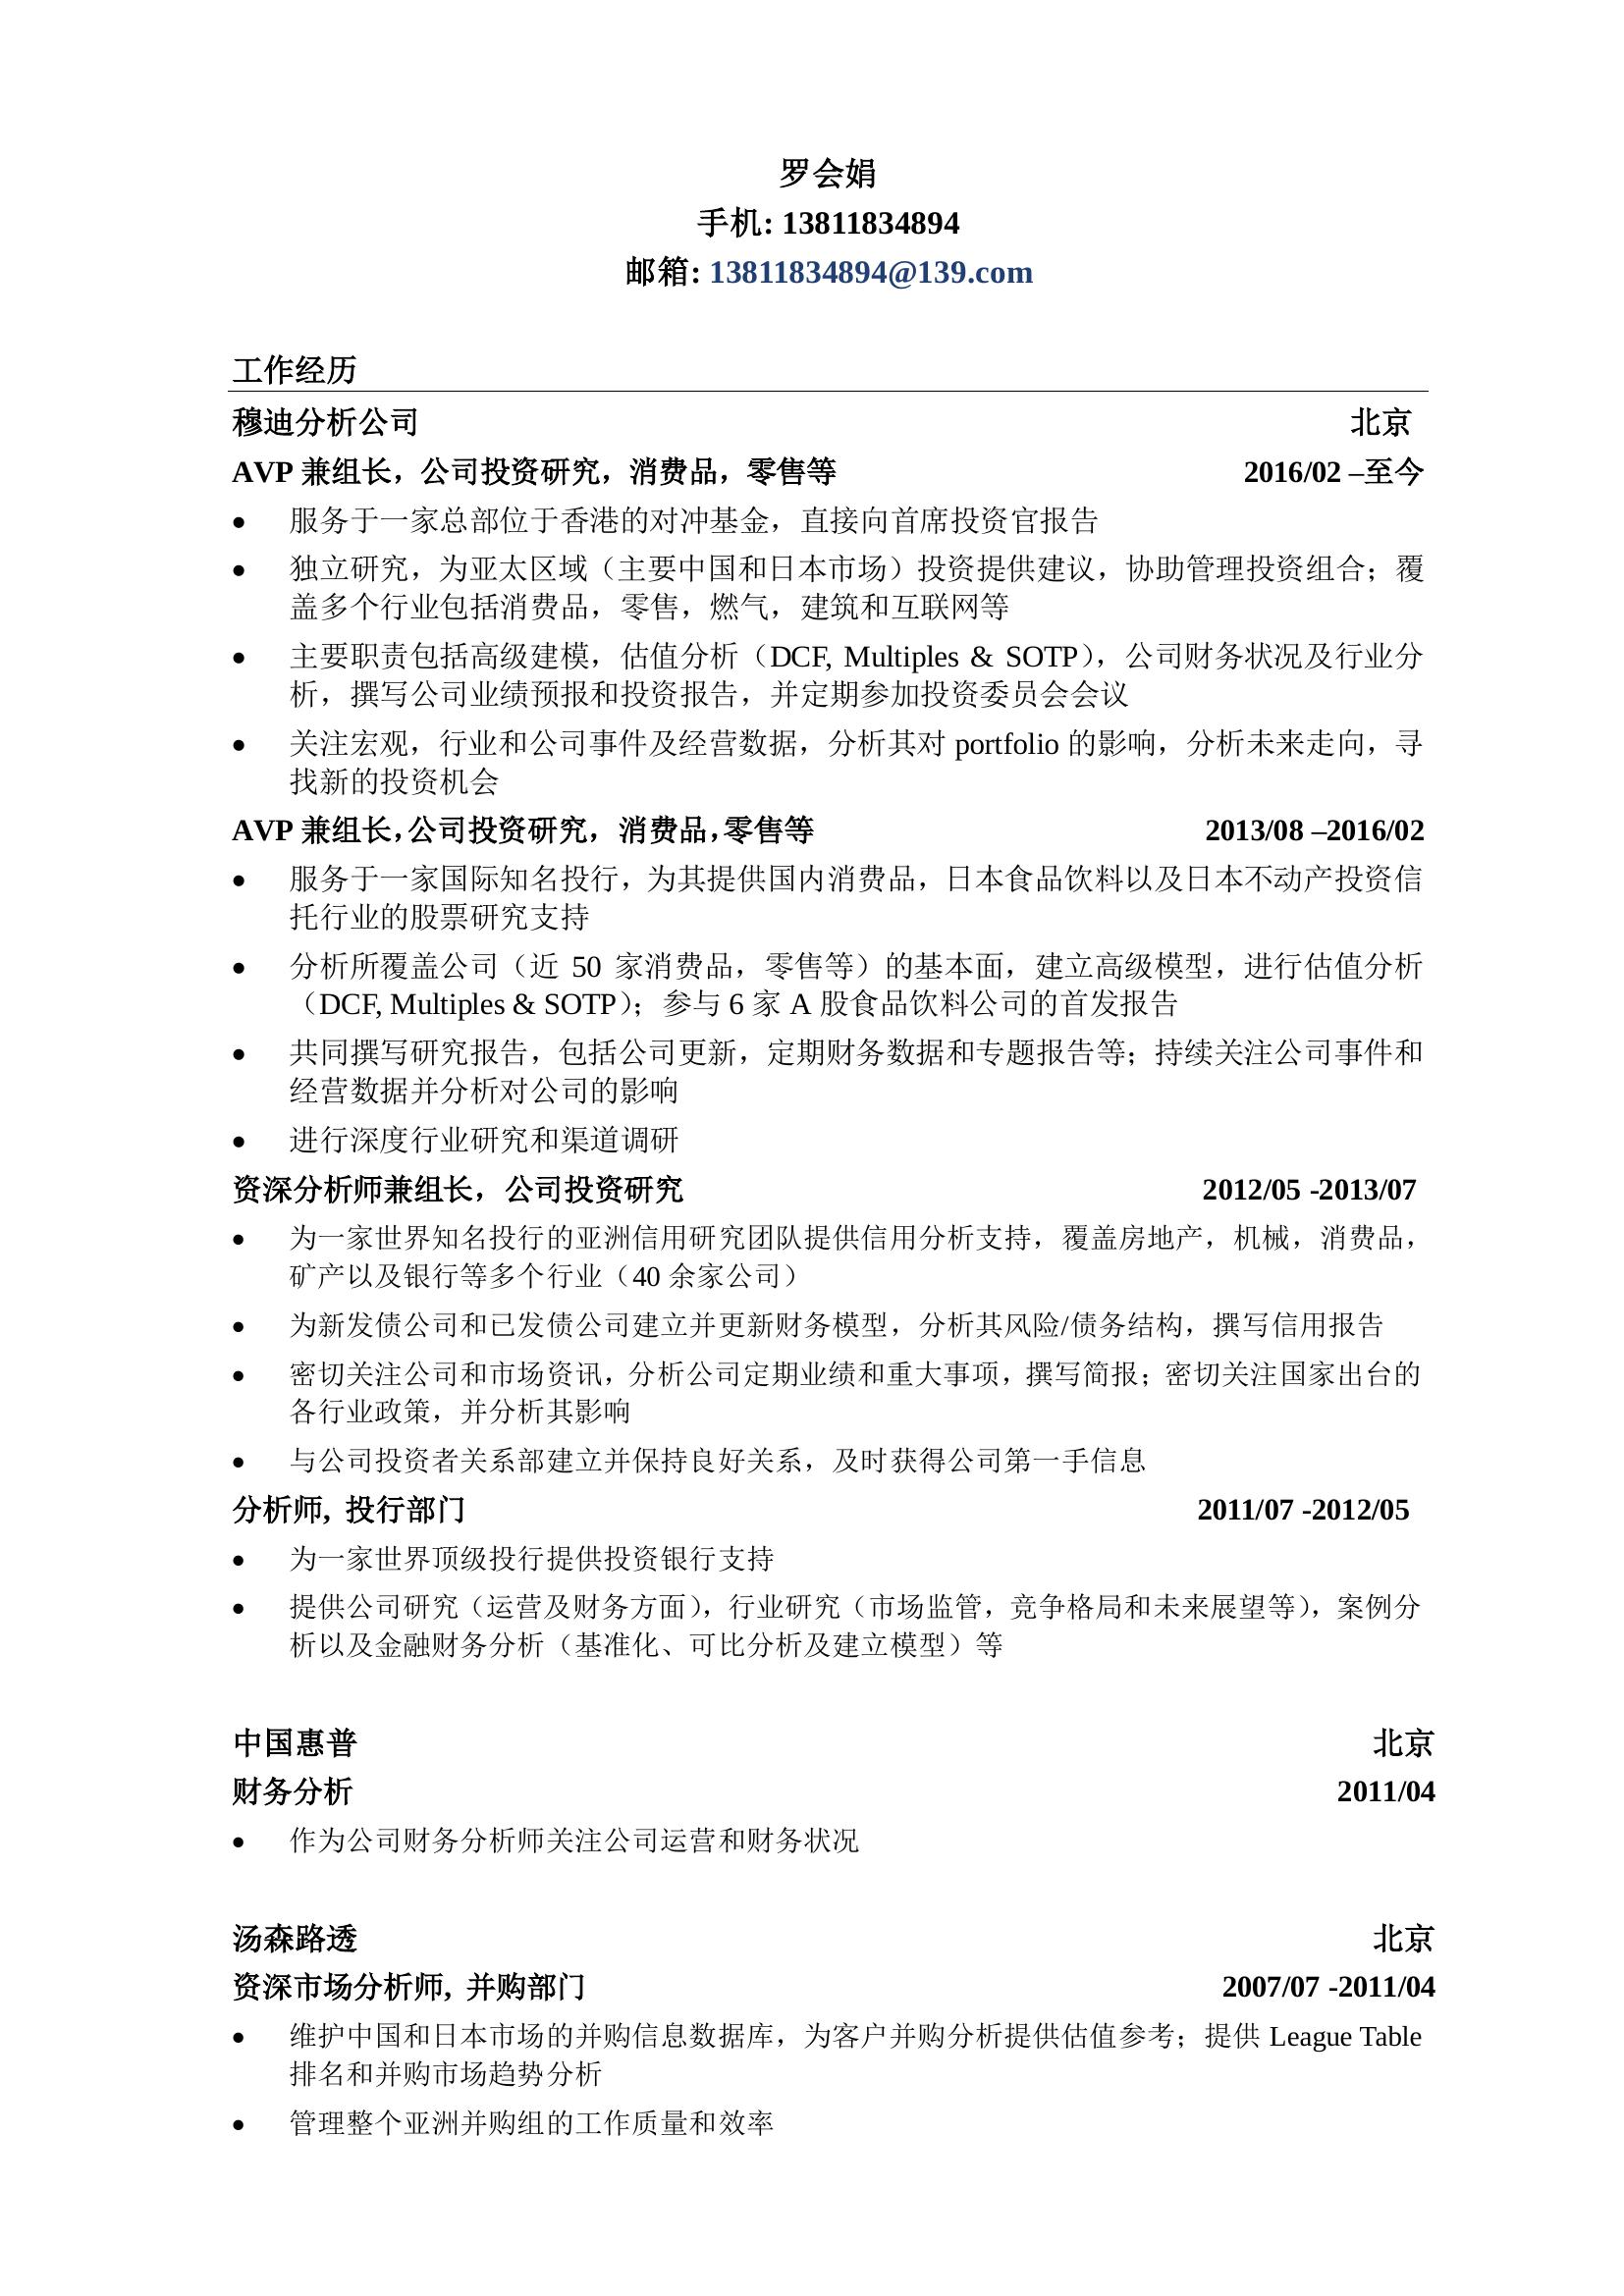 罗会娟
手机: 13811834894
邮箱: 13811834894@139.com
工作经历
穆迪分析公司 北京
AVP 兼组长，公司投资研究，消费品，零售等 2016/02 –至今
● 服务于一家总部位于香港的对冲基金，直接向首席投资官报告
● 独立研究，为亚太区域（主要中国和日本市场）投资提供建议，协助管理投资组合；覆
盖多个行业包括消费品，零售，燃气，建筑和互联网等
● 主要职责包括高级建模，估值分析（DCF, Multiples & SOTP），公司财务状况及行业分
析，撰写公司业绩预报和投资报告，并定期参加投资委员会会议
● 关注宏观，行业和公司事件及经营数据，分析其对 portfolio 的影响，分析未来走向，寻
找新的投资机会
AVP 兼组长，公司投资研究，消费品，零售等 2013/08 –2016/02
● 服务于一家国际知名投行，为其提供国内消费品，日本食品饮料以及日本不动产投资信
托行业的股票研究支持
● 分析所覆盖公司（近 50 家消费品，零售等）的基本面，建立高级模型，进行估值分析
（DCF, Multiples & SOTP）；参与 6 家 A 股食品饮料公司的首发报告
● 共同撰写研究报告，包括公司更新，定期财务数据和专题报告等；持续关注公司事件和
经营数据并分析对公司的影响
● 进行深度行业研究和渠道调研
资深分析师兼组长，公司投资研究 2012/05 -2013/07
● 为一家世界知名投行的亚洲信用研究团队提供信用分析支持，覆盖房地产，机械，消费品，
矿产以及银行等多个行业（40 余家公司）
● 为新发债公司和已发债公司建立并更新财务模型，分析其风险/债务结构，撰写信用报告
● 密切关注公司和市场资讯，分析公司定期业绩和重大事项，撰写简报；密切关注国家出台的
各行业政策，并分析其影响
● 与公司投资者关系部建立并保持良好关系，及时获得公司第一手信息
分析师, 投行部门 2011/07 -2012/05
● 为一家世界顶级投行提供投资银行支持
● 提供公司研究（运营及财务方面），行业研究（市场监管，竞争格局和未来展望等），案例分
析以及金融财务分析（基准化、可比分析及建立模型）等
中国惠普 北京
财务分析 2011/04
● 作为公司财务分析师关注公司运营和财务状况
汤森路透 北京
资深市场分析师, 并购部门 2007/07 -2011/04
● 维护中国和日本市场的并购信息数据库，为客户并购分析提供估值参考；提供 League Table
排名和并购市场趋势分析
● 管理整个亚洲并购组的工作质量和效率